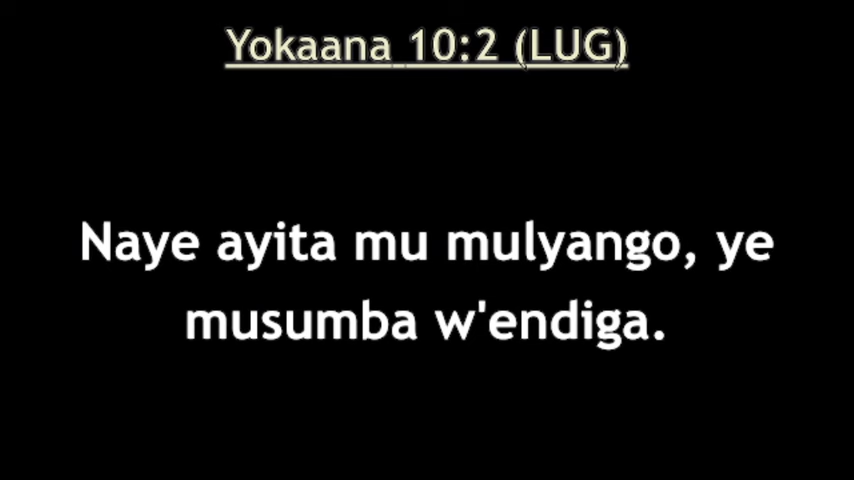 Yokaana 10:2 (LUG)
Naye ayita mu mulyango, ye
musumba w'endiga.